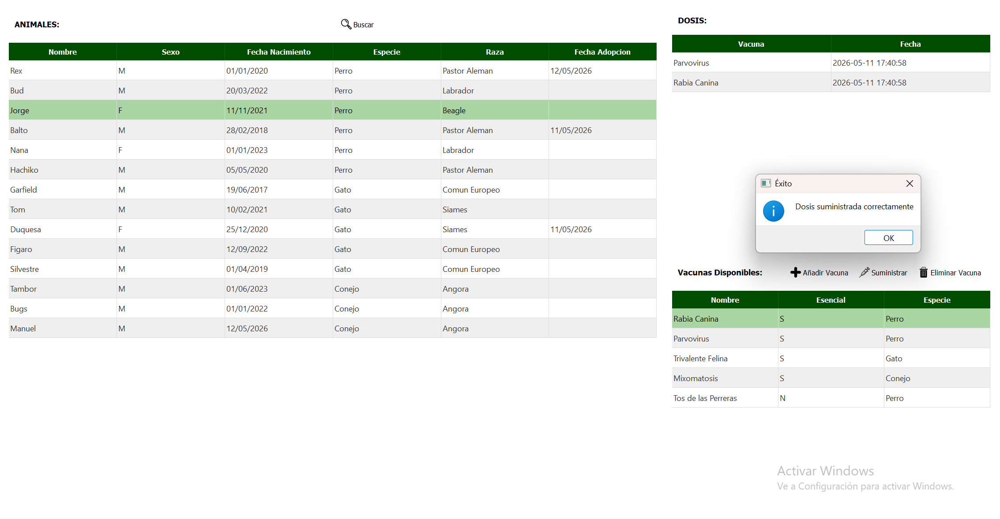 ANIMALES:
Buscar
Nombre Sexo Fecha Nacimiento Especie Raza Fecha Adopcion
Rex M 01/01/2020 Perro Pastor Aleman 12/05/2026
Bud M 20/03/2022 Perro Labrador
Jorge F 11/11/2021 Perro Beagle
Balto M 28/02/2018 Perro Pastor Aleman 11/05/2026
Nana F 01/01/2023 Perro Labrador
Hachiko M 05/05/2020 Perro Pastor Aleman
Garfield M 19/06/2017 Gato Comun Europeo
Tom M 10/02/2021 Gato Siames
Duquesa F 25/12/2020 Gato Siames 11/05/2026
Figaro M 12/09/2022 Gato Comun Europeo
Silvestre M 01/04/2019 Gato Comun Europeo
Tambor M 01/06/2023 Conejo Angora
Bugs M 01/01/2022 Conejo Angora
Manuel M 12/05/2026 Conejo Angora
DOSIS:
Vacuna Fecha
Parvovirus 2026-05-11 17:40:58
Rabia Canina 2026-05-11 17:40:58
Éxito
Dosis suministrada correctamente
OK
Vacunas Disponibles: Añadir Vacuna Suministrar Eliminar Vacuna
Nombre Esencial Especie
Rabia Canina S Perro
Parvovirus S Perro
Trivalente Felina S Gato
Mixomatosis S Conejo
Tos de las Perreras N Perro
Activar Windows
Ve a Configuración para activar Windows.